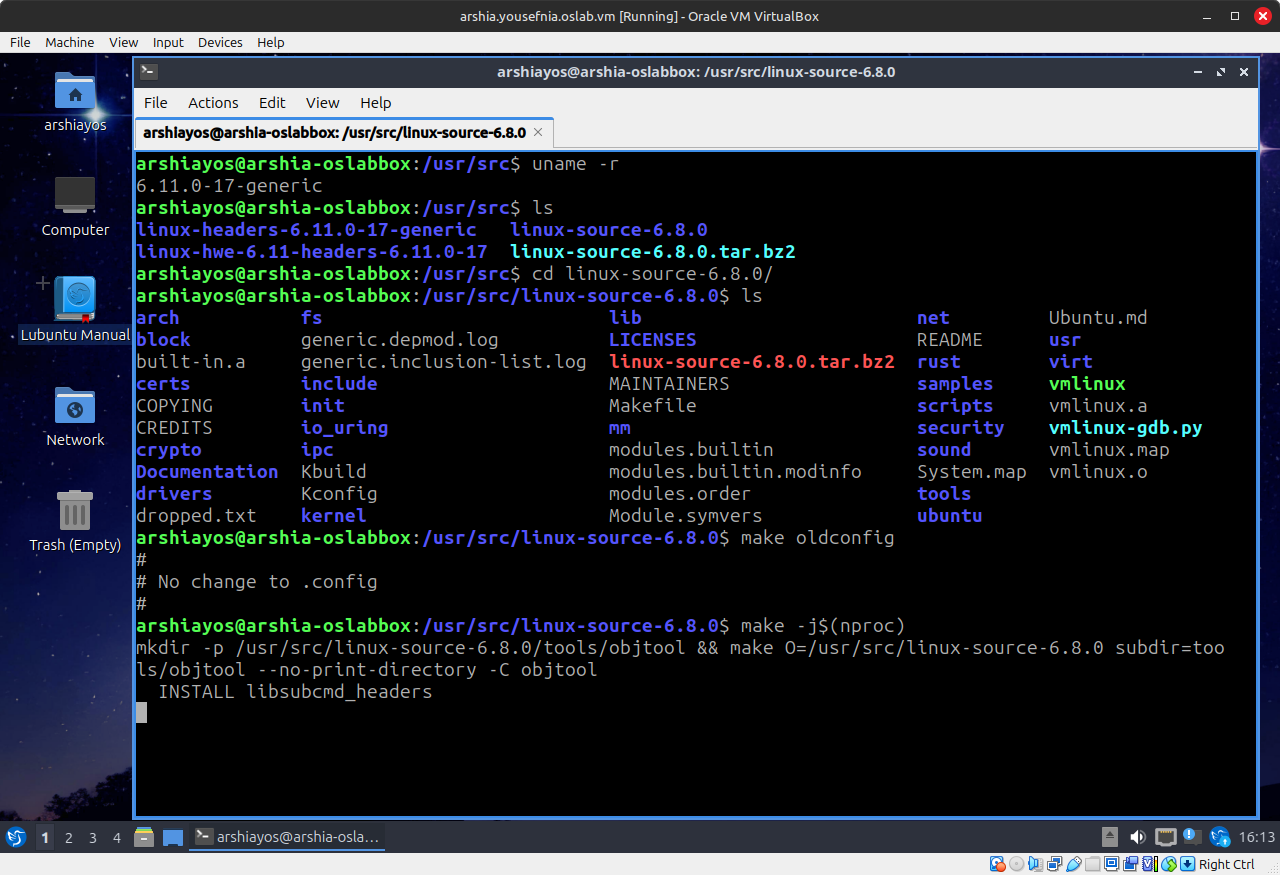 arshia.yousefnia.oslab.vm [Running] - Oracle VM VirtualBox
File Machine View Input Devices Help
arshiayos@arshia-oslabbox: /usr/src/linux-source-6.8.0
File Actions Edit View Help
arshiayos@arshia-oslabbox: /usr/src/linux-source-6.8.0
arshiayos
Computer
Lubuntu Manual
Network
Trash (Empty)
arshiayos@arshia-oslabbox:/usr/src$ uname -r
6.11.0-17-generic
arshiayos@arshia-oslabbox:/usr/src$ ls
linux-headers-6.11.0-17-generic linux-source-6.8.0
linux-hwe-6.11-headers-6.11.0-17 linux-source-6.8.0.tar.bz2
arshiayos@arshia-oslabbox:/usr/src$ cd linux-source-6.8.0/
arshiayos@arshia-oslabbox:/usr/src/linux-source-6.8.0$ ls
arch fs lib net Ubuntu.md
block generic.depmod.log LICENSES README usr
built-in.a generic.inclusion-list.log linux-source-6.8.0.tar.bz2 rust virt
certs include MAINTAINERS samples vmlinux
COPYING init Makefile scripts vmlinux.a
CREDITS io_uring mm security vmlinux-gdb.py
crypto ipc modules.builtin sound vmlinux.map
Documentation Kbuild modules.builtin.modinfo System.map vmlinux.o
drivers Kconfig modules.order tools
dropped.txt kernel Module.symvers ubuntu
arshiayos@arshia-oslabbox:/usr/src/linux-source-6.8.0$ make oldconfig
#
# No change to .config
#
arshiayos@arshia-oslabbox:/usr/src/linux-source-6.8.0$ make -j$(nproc)
mkdir -p /usr/src/linux-source-6.8.0/tools/objtool && make O=/usr/src/linux-source-6.8.0 subdir=too
ls/objtool --no-print-directory -C objtool
INSTALL libsubcmd_headers
1 2 3 4 arshiayos@arshia-osla... 16:13
Right Ctrl